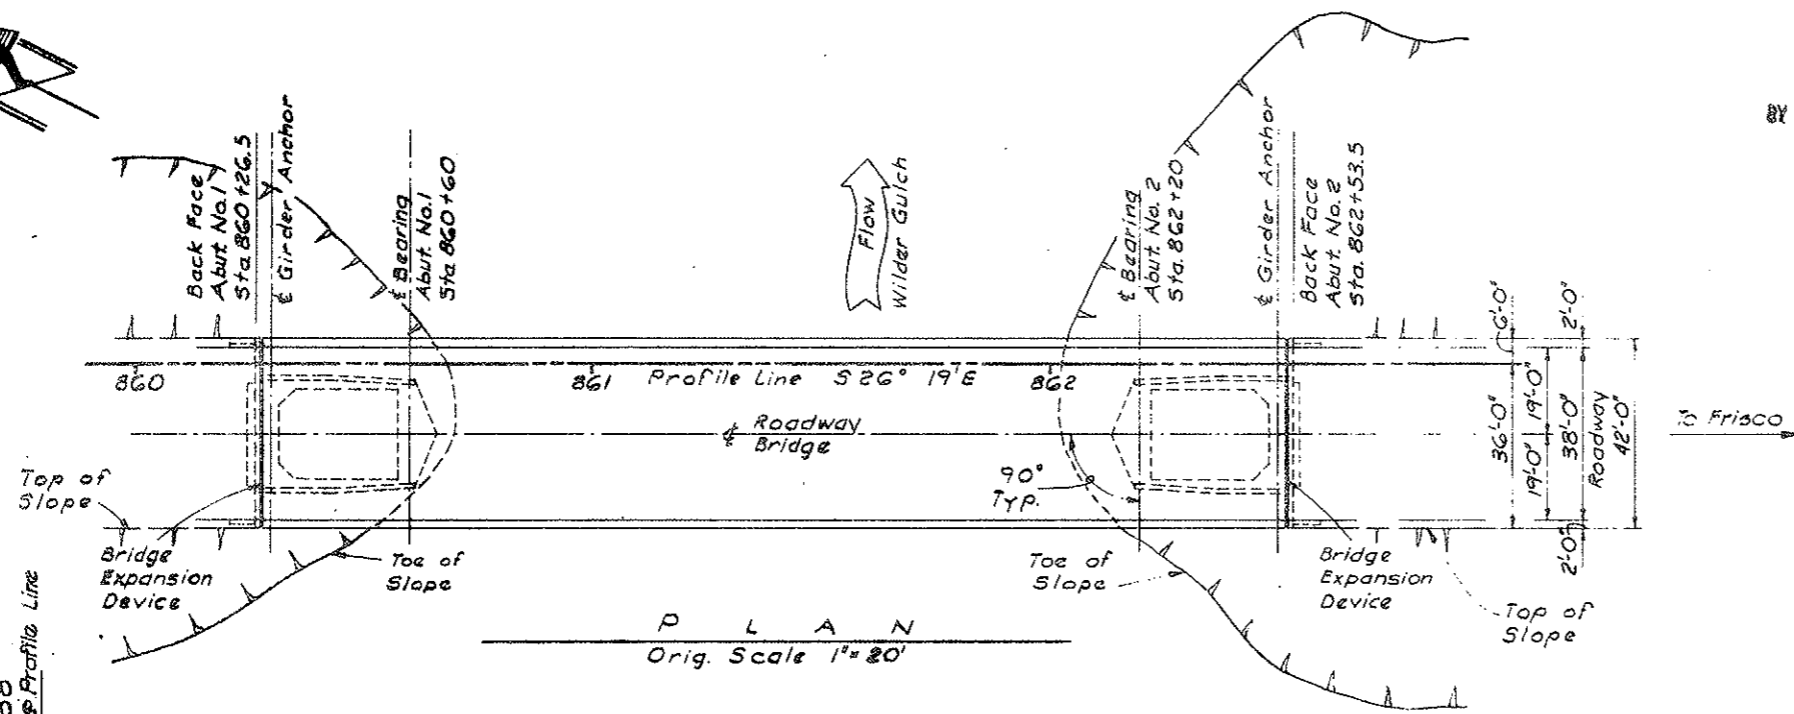 Back Face
Abut No.1
Sta 860+26.5
℄ Girder Anchor
℄ Bearing
Abut. No.1
Sta 860+60
Flow
Wilder Gulch
℄ Bearing
Abut. No. 2
Sta. 862+20
℄ Girder Anchor
Back Face
Abut. No. 2
Sta. 862+53.5
860
861
Profile Line S 26° 19' E
862
℄ Roadway
Bridge
90°
TYP.
6'-0"
36'-0"
19'-0" 19'-0"
2'-0"
38'-0"
Roadway
2'-0"
42'-0"
To Frisco
Top of
Slope
Bridge
Expansion
Device
Toe of
Slope
Toe of
Slope
Bridge
Expansion
Device
Top of
Slope
PLAN
Orig. Scale 1"=20'
Profile Line